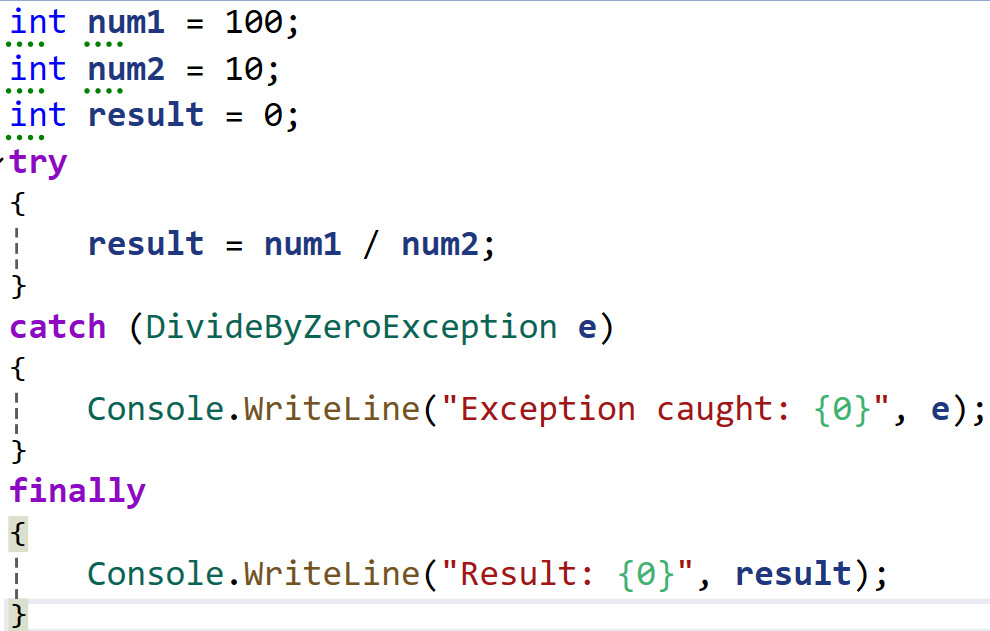 int num1 = 100;
int num2 = 10;
int result = 0;
try
{
    result = num1 / num2;
}
catch (DivideByZeroException e)
{
    Console.WriteLine("Exception caught: {0}", e);
}
finally
{
    Console.WriteLine("Result: {0}", result);
}